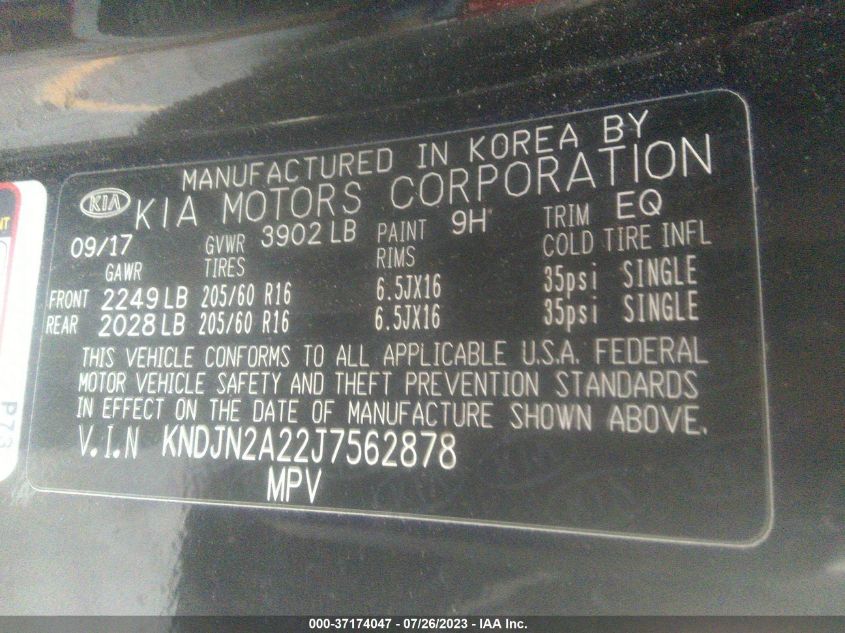 MANUFACTURED IN KOREA BY
KIA KIA MOTORS CORPORATION
09/17 GVWR 3902 LB PAINT 9H TRIM EQ
GAWR TIRES RIMS COLD TIRE INFL
FRONT 2249 LB 205/60 R16 6.5JX16 35psi SINGLE
REAR 2028 LB 205/60 R16 6.5JX16 35psi SINGLE
THIS VEHICLE CONFORMS TO ALL APPLICABLE U.S.A. FEDERAL
MOTOR VEHICLE SAFETY AND THEFT PREVENTION STANDARDS
IN EFFECT ON THE DATE OF MANUFACTURE SHOWN ABOVE.
V.I.N KNDJN2A22J7562878
MPV
NT
P73
000-37174047 - 07/26/2023 - IAA Inc.